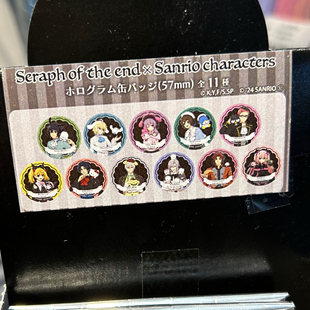 Seraph of the end × Sanrio characters
ホログラム缶バッジ(57mm) 全11種
©K,Y,F/S,SP ©'24 SANRIO